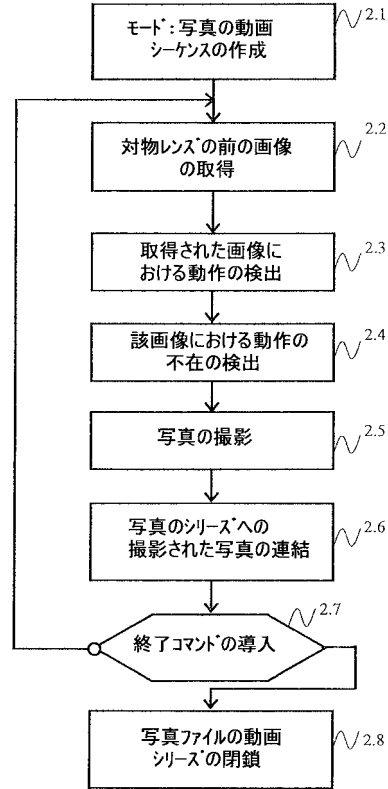 モード:写真の動画
シーケンスの作成
2.1
対物レンズの前の画像
の取得
2.2
取得された画像に
おける動作の検出
2.3
該画像における動作の
不在の検出
2.4
写真の撮影
2.5
写真のシリーズへの
撮影された写真の連結
2.6
終了コマンドの導入
2.7
写真ファイルの動画
シリーズの閉鎖
2.8